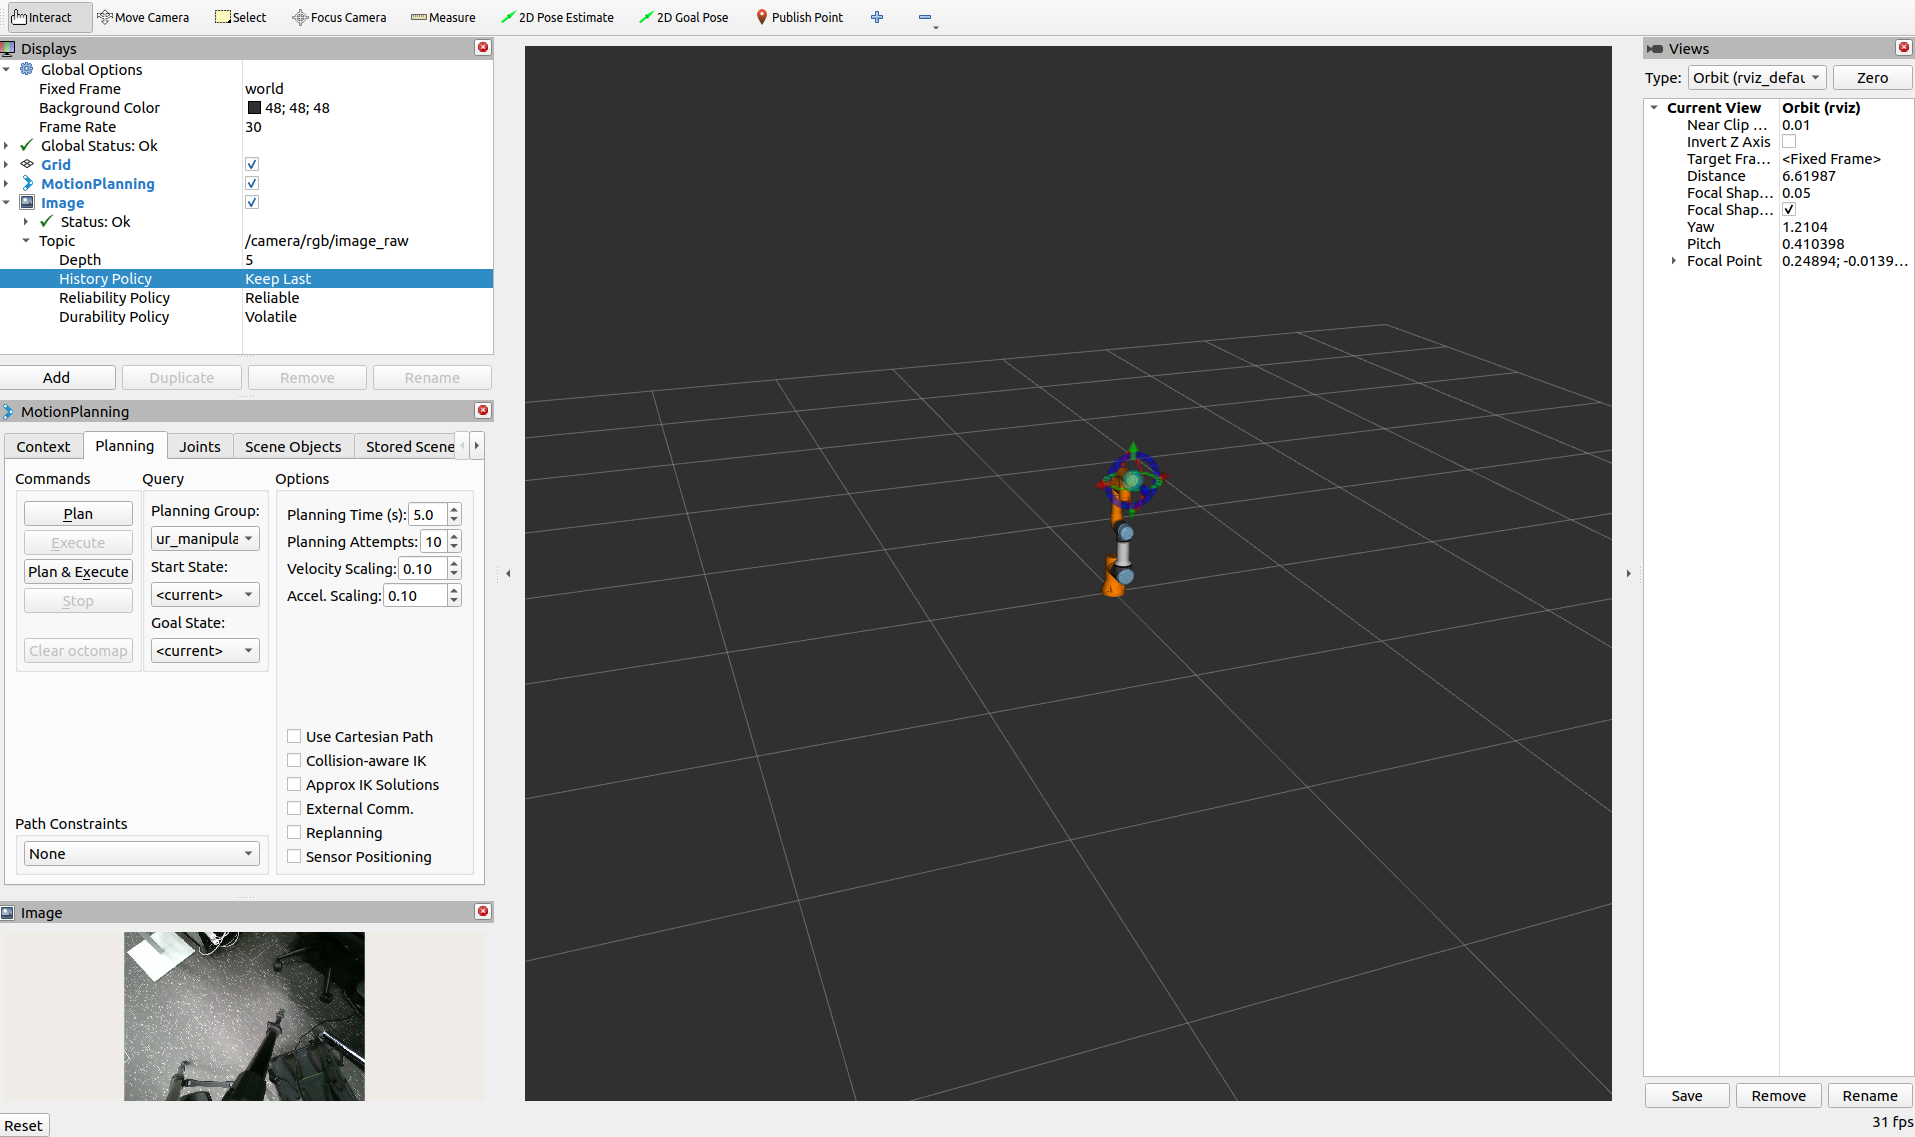 Interact Move Camera Select Focus Camera Measure 2D Pose Estimate 2D Goal Pose Publish Point
Displays
Global Options
Fixed Frame world
Background Color 48; 48; 48
Frame Rate 30
Global Status: Ok
Grid
MotionPlanning
Image
Status: Ok
Topic /camera/rgb/image_raw
Depth 5
History Policy Keep Last
Reliability Policy Reliable
Durability Policy Volatile
Add Duplicate Remove Rename
MotionPlanning
Context Planning Joints Scene Objects Stored Scene
Commands Query Options
Plan
Execute
Plan & Execute
Stop
Clear octomap
Planning Group:
ur_manipula
Start State:
<current>
Goal State:
<current>
Planning Time (s): 5.0
Planning Attempts: 10
Velocity Scaling: 0.10
Accel. Scaling: 0.10
Use Cartesian Path
Collision-aware IK
Approx IK Solutions
External Comm.
Replanning
Sensor Positioning
Path Constraints
None
Image
Reset
Views
Type: Orbit (rviz_defau Zero
Current View Orbit (rviz)
Near Clip ... 0.01
Invert Z Axis
Target Fra... <Fixed Frame>
Distance 6.61987
Focal Shap... 0.05
Focal Shap...
Yaw 1.2104
Pitch 0.410398
Focal Point 0.24894; -0.0139...
Save Remove Rename
31 fps